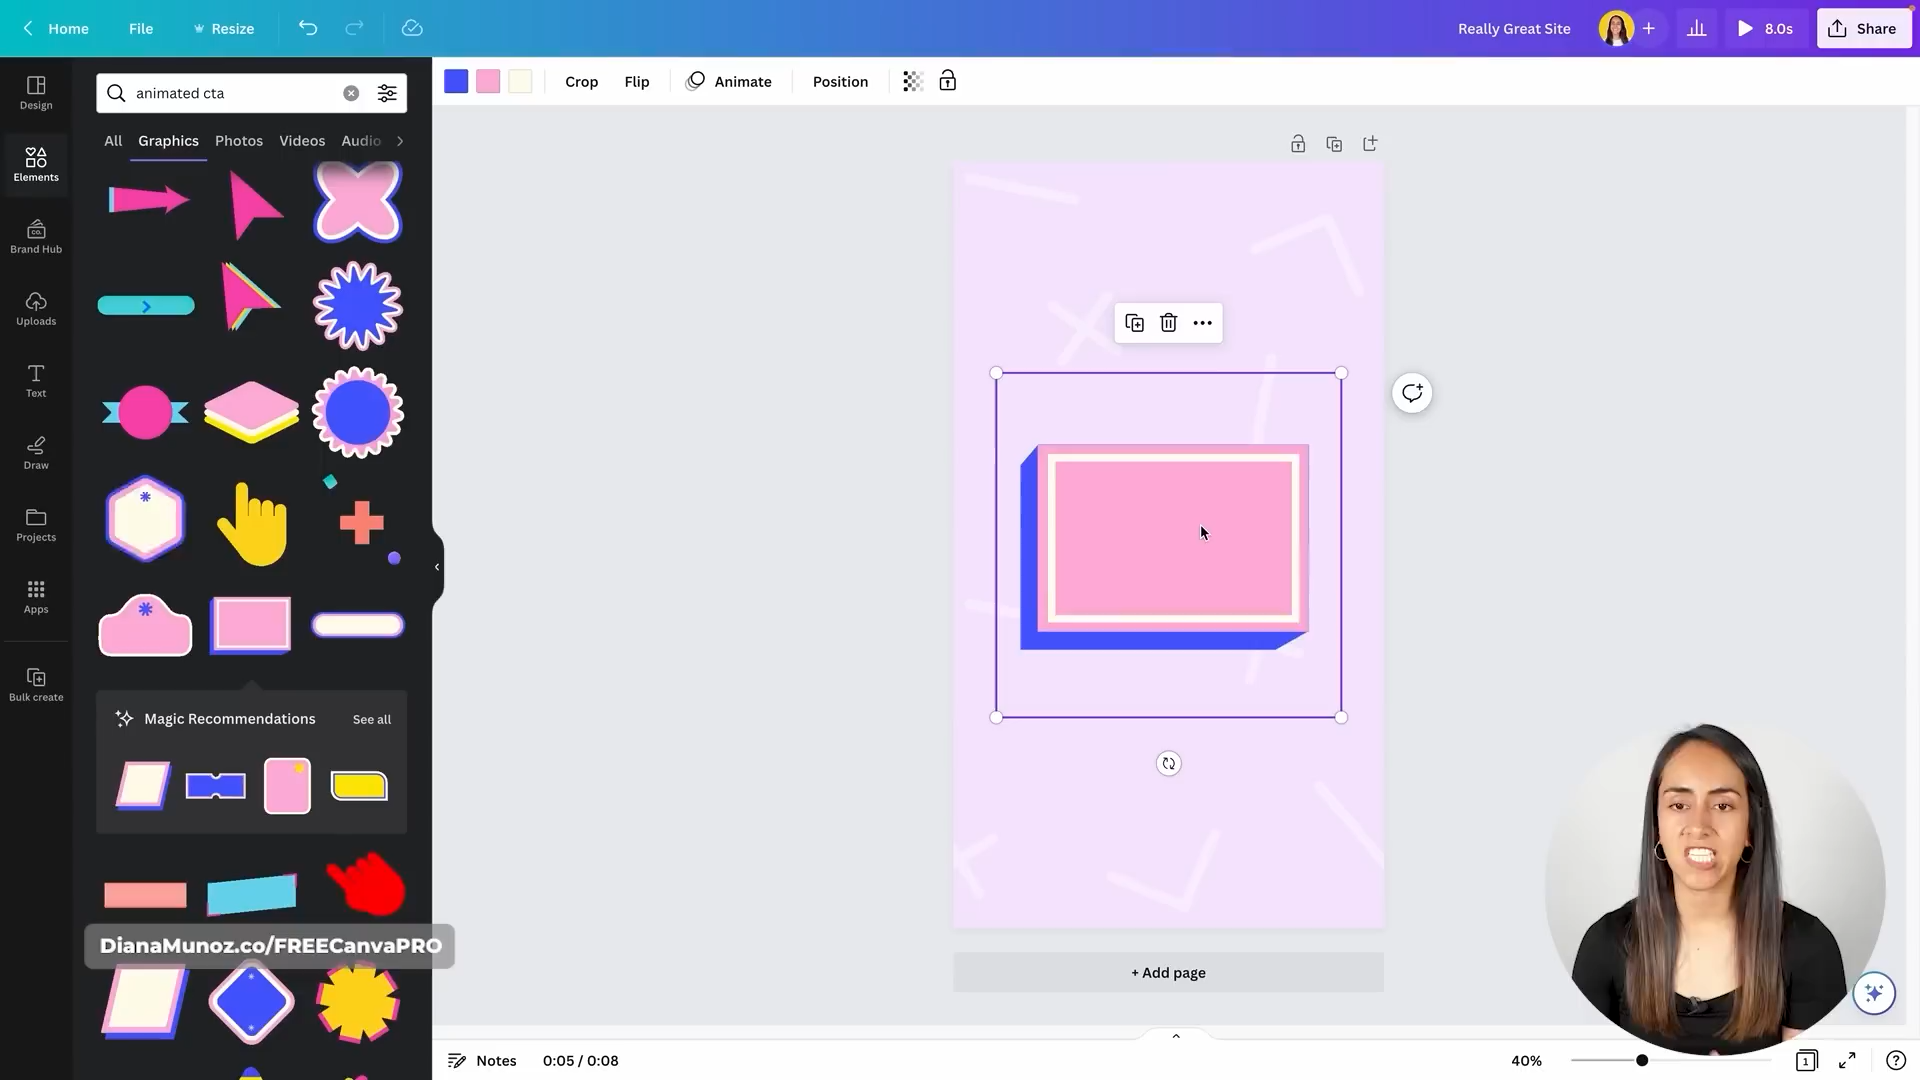 Home
File
Resize
Really Great Site
8.0s
Share
Design
Elements
Brand Hub
Uploads
Text
Draw
Projects
Apps
Bulk create
animated cta
All
Graphics
Photos
Videos
Audio
Magic Recommendations
See all
DianaMunoz.co/FREECanvaPRO
Crop
Flip
Animate
Position
+ Add page
Notes
0:05 / 0:08
40%
1